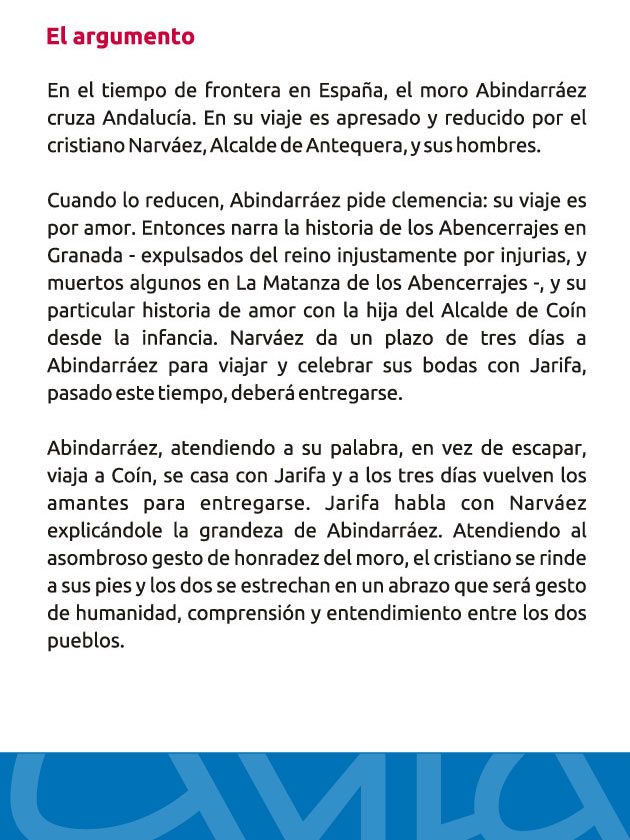 El argumento
En el tiempo de frontera en España, el moro Abindarráez
cruza Andalucía. En su viaje es apresado y reducido por el
cristiano Narváez, Alcalde de Antequera, y sus hombres.
Cuando lo reducen, Abindarráez pide clemencia: su viaje es
por amor. Entonces narra la historia de los Abencerrajes en
Granada - expulsados del reino injustamente por injurias, y
muertos algunos en La Matanza de los Abencerrajes -, y su
particular historia de amor con la hija del Alcalde de Coín
desde la infancia. Narváez da un plazo de tres días a
Abindarráez para viajar y celebrar sus bodas con Jarifa,
pasado este tiempo, deberá entregarse.
Abindarráez, atendiendo a su palabra, en vez de escapar,
viaja a Coín, se casa con Jarifa y a los tres días vuelven los
amantes para entregarse. Jarifa habla con Narváez
explicándole la grandeza de Abindarráez. Atendiendo al
asombroso gesto de honradez del moro, el cristiano se rinde
a sus pies y los dos se estrechan en un abrazo que será gesto
de humanidad, comprensión y entendimiento entre los dos
pueblos.